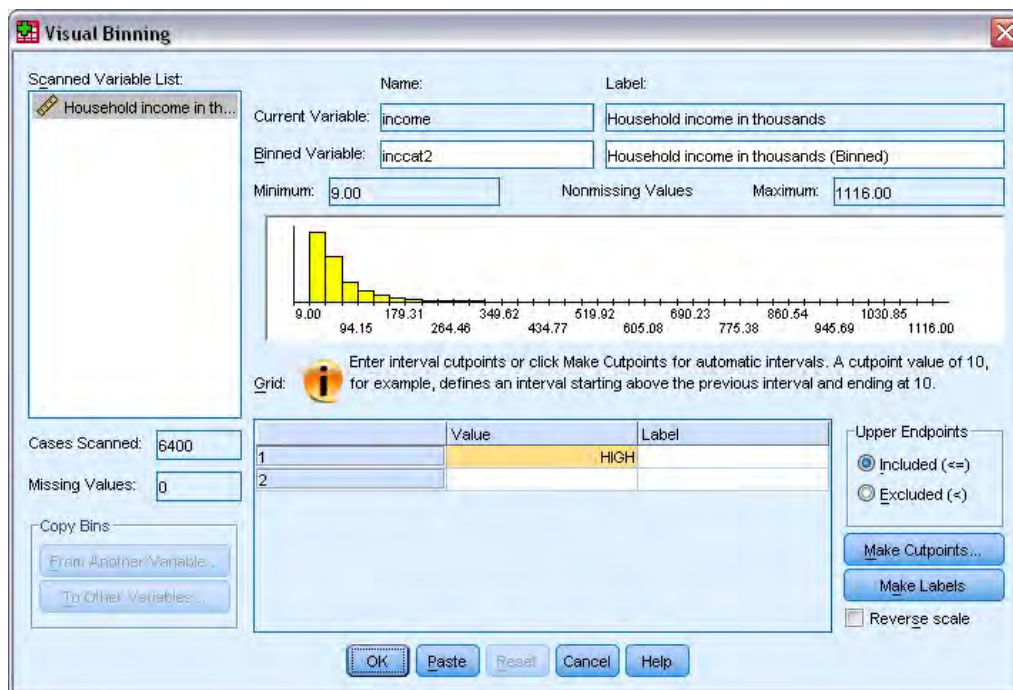 Visual Binning
Scanned Variable List:
Household income in th...
Name:
Label:
Current Variable:
income
Household income in thousands
Binned Variable:
inccat2
Household income in thousands (Binned)
Minimum:
9.00
Nonmissing Values
Maximum:
1116.00
9.00 179.31 349.62 519.92 690.23 860.54 1030.85
94.15 264.46 434.77 605.08 775.38 945.69 1116.00
Grid:
i
Enter interval cutpoints or click Make Cutpoints for automatic intervals. A cutpoint value of 10,
for example, defines an interval starting above the previous interval and ending at 10.
Cases Scanned:
6400
Missing Values:
0
Copy Bins
From Another Variable...
To Other Variables...
Value
Label
1
HIGH
2
Upper Endpoints
Included (<=)
Excluded (<)
Make Cutpoints...
Make Labels
Reverse scale
OK
Paste
Reset
Cancel
Help